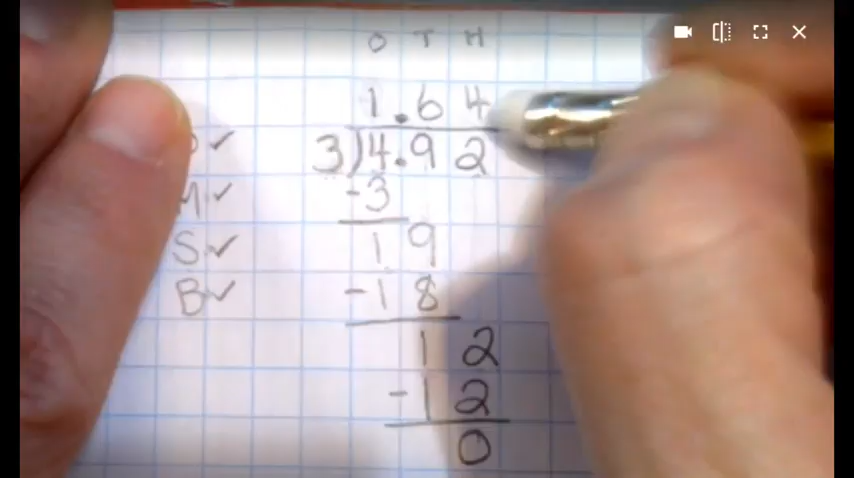 O T H
1.64
D ✓ 3)4.92
M ✓ -3
S ✓ 19
B ✓ -18
12
-12
0